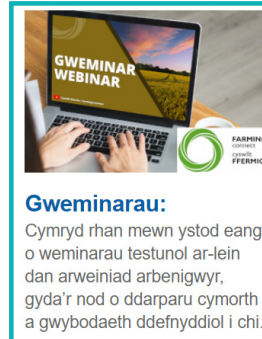 GWEMINAR
WEBINAR
FARMING
connect
cyswllt
FFERMIO
Gweminarau:
Cymryd rhan mewn ystod eang
o weminarau testunol ar-lein
dan arweiniad arbenigwyr,
gyda'r nod o ddarparu cymorth
a gwybodaeth ddefnyddiol i chi.